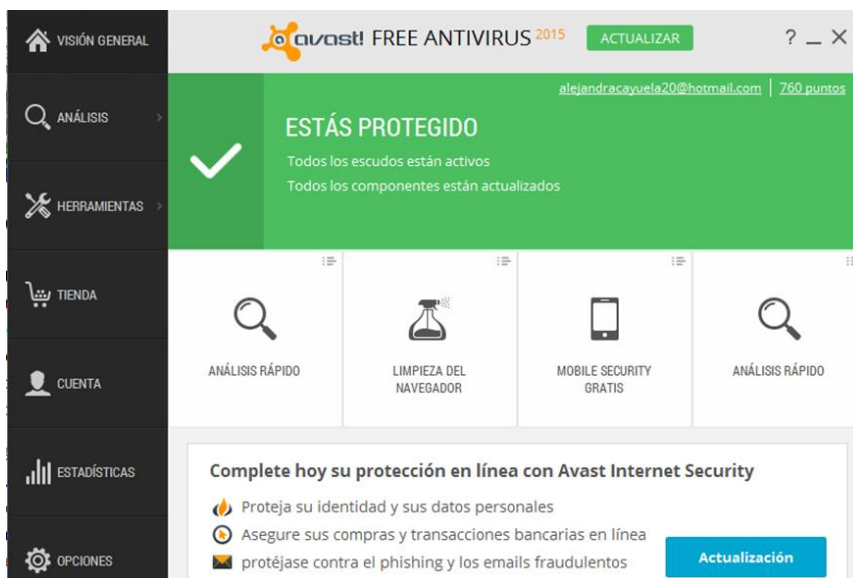 VISIÓN GENERAL
ANÁLISIS
HERRAMIENTAS
TIENDA
CUENTA
ESTADÍSTICAS
OPCIONES
avast! FREE ANTIVIRUS 2015
ACTUALIZAR
?
alejandracayuela20@hotmail.com | 760 puntos
ESTÁS PROTEGIDO
Todos los escudos están activos
Todos los componentes están actualizados
ANÁLISIS RÁPIDO
LIMPIEZA DEL
NAVEGADOR
MOBILE SECURITY
GRATIS
ANÁLISIS RÁPIDO
Complete hoy su protección en línea con Avast Internet Security
Proteja su identidad y sus datos personales
Asegure sus compras y transacciones bancarias en línea
protéjase contra el phishing y los emails fraudulentos
Actualización